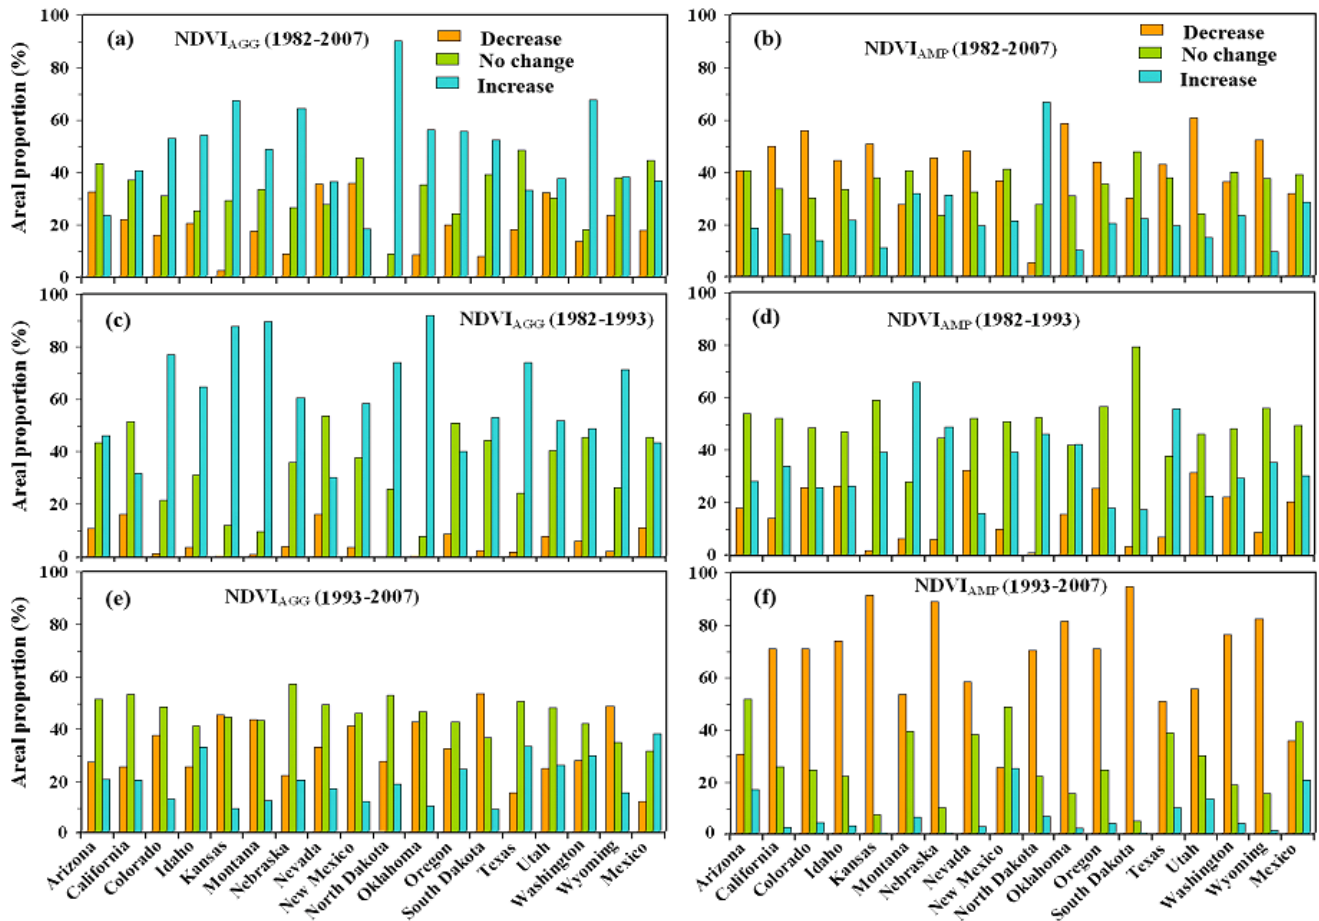 (a) NDVIAGG (1982-2007)
Decrease
No change
Increase
Areal proportion (%)
100
80
60
40
20
0
(b) NDVIAMP (1982-2007)
Decrease
No change
Increase
100
80
60
40
20
0
(c) NDVIAGG (1982-1993)
Areal proportion (%)
100
80
60
40
20
0
(d) NDVIAMP (1982-1993)
100
80
60
40
20
0
(e) NDVIAGG (1993-2007)
Areal proportion (%)
100
80
60
40
20
0
Arizona
California
Colorado
Idaho
Kansas
Montana
Nebraska
Nevada
New Mexico
North Dakota
Oklahoma
Oregon
South Dakota
Texas
Utah
Washington
Wyoming
Mexico
(f) NDVIAMP (1993-2007)
100
80
60
40
20
0
Arizona
California
Colorado
Idaho
Kansas
Montana
Nebraska
Nevada
New Mexico
North Dakota
Oklahoma
Oregon
South Dakota
Texas
Utah
Washington
Wyoming
Mexico